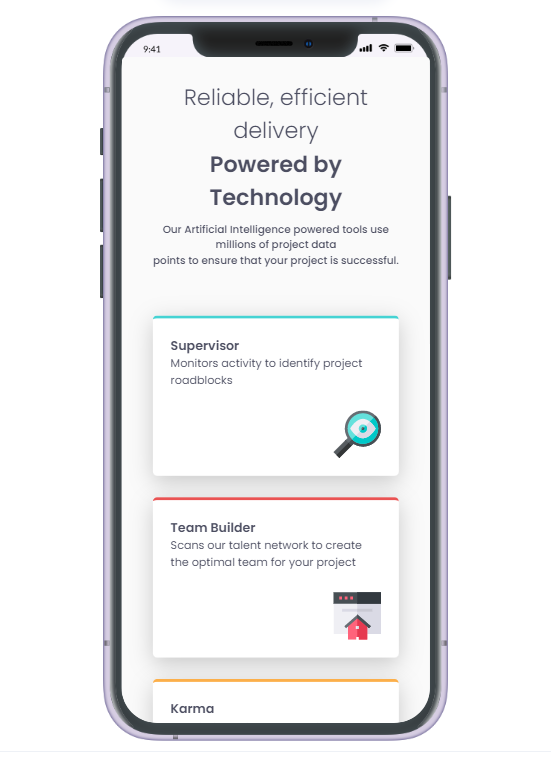 9:41
Reliable, efficient
delivery
Powered by
Technology
Our Artificial Intelligence powered tools use
millions of project data
points to ensure that your project is successful.
Supervisor
Monitors activity to identify project
roadblocks
Team Builder
Scans our talent network to create
the optimal team for your project
Karma